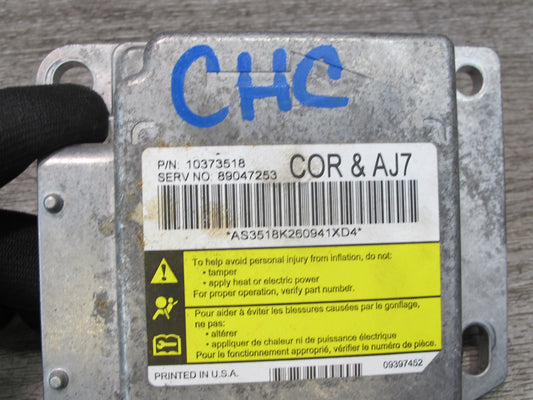 CHC
P/N: 10373518
SERV NO: 89047253
COR & AJ7
*AS3518K260941XD4*
To help avoid personal injury from inflation, do not:
• tamper
• apply heat or electric power
For proper operation, verify part number.
Pour aider à éviter les blessures causées par le gonflage,
ne pas:
• altérer
• appliquer de chaleur ni de puissance électrique
Pour le fonctionnement approprié, vérifier le numéro de pièce.
PRINTED IN U.S.A.
09397452